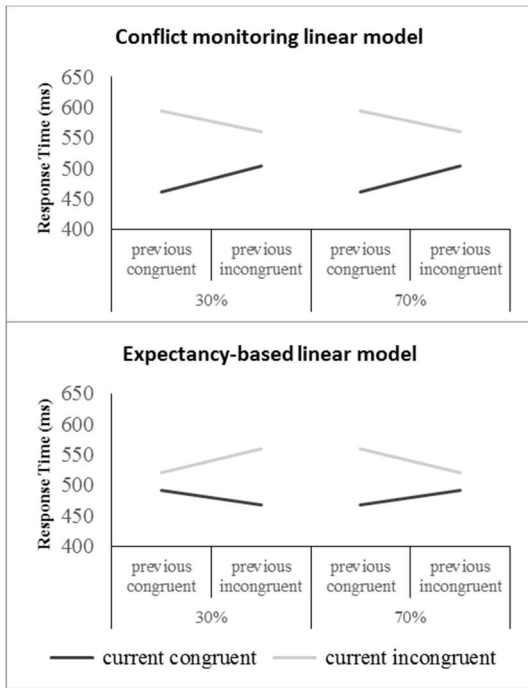 Conflict monitoring linear model
Response Time (ms)
650
600
550
500
450
400
previous congruent
previous incongruent
previous congruent
previous incongruent
30%
70%
Expectancy-based linear model
Response Time (ms)
650
600
550
500
450
400
previous congruent
previous incongruent
previous congruent
previous incongruent
30%
70%
current congruent
current incongruent